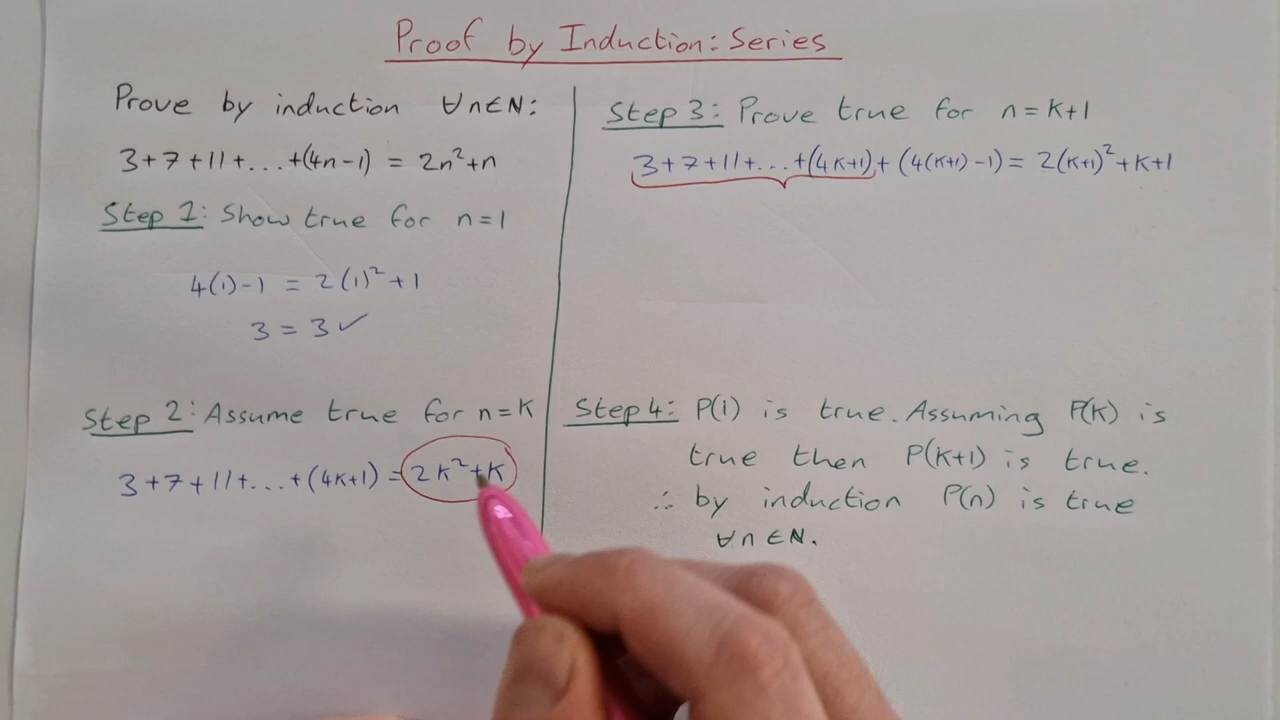 Proof by Induction: Series
Prove by induction ∀n∈N:
3+7+11+...+(4n-1) = 2n²+n
Step 1: Show true for n=1
4(1)-1 = 2(1)²+1
3 = 3 ✓
Step 2: Assume true for n=K
3+7+11+...+(4K+1) = 2K²+K
Step 3: Prove true for n=K+1
3+7+11+...+(4K+1)+(4(K+1)-1) = 2(K+1)²+K+1
Step 4: P(1) is true. Assuming P(K) is
true then P(K+1) is true.
∴ by induction P(n) is true
∀n∈N.